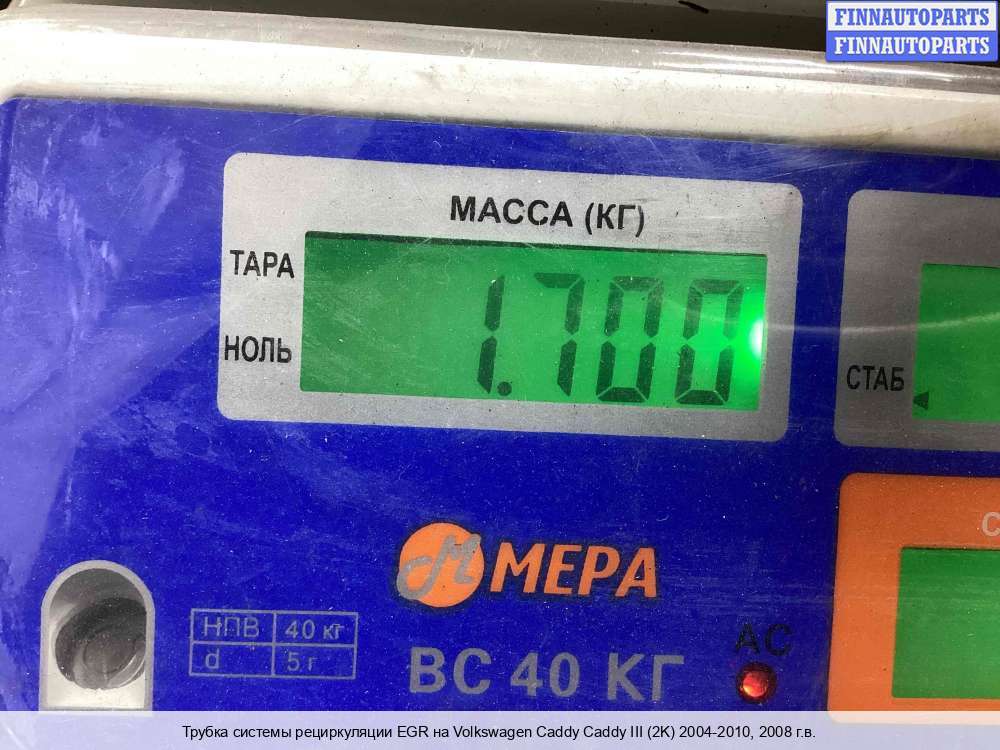 FINNAUTOPARTS
FINNAUTOPARTS
МАССА (КГ)
ТАРА
1.700
НОЛЬ
СТАБ
МЕРА
НПВ 40 кг
d 5 г
ВС 40 КГ
АС
Трубка системы рециркуляции EGR на Volkswagen Caddy Caddy III (2K) 2004-2010, 2008 г.в.